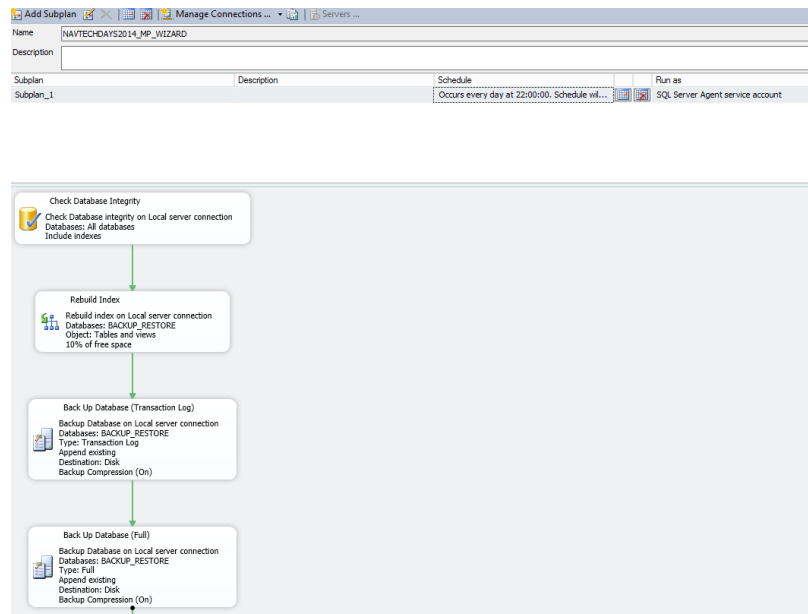 Add Subplan Manage Connections ... Servers ...
Name NAVTECHDAYS2014_MP_WIZARD
Description
Subplan Description Schedule Run as
Subplan_1 Occurs every day at 22:00:00. Schedule wil... SQL Server Agent service account
Check Database Integrity
Check Database integrity on Local server connection
Databases: All databases
Include indexes
Rebuild Index
Rebuild index on Local server connection
Databases: BACKUP_RESTORE
Object: Tables and views
10% of free space
Back Up Database (Transaction Log)
Backup Database on Local server connection
Databases: BACKUP_RESTORE
Type: Transaction Log
Append existing
Destination: Disk
Backup Compression (On)
Back Up Database (Full)
Backup Database on Local server connection
Databases: BACKUP_RESTORE
Type: Full
Append existing
Destination: Disk
Backup Compression (On)